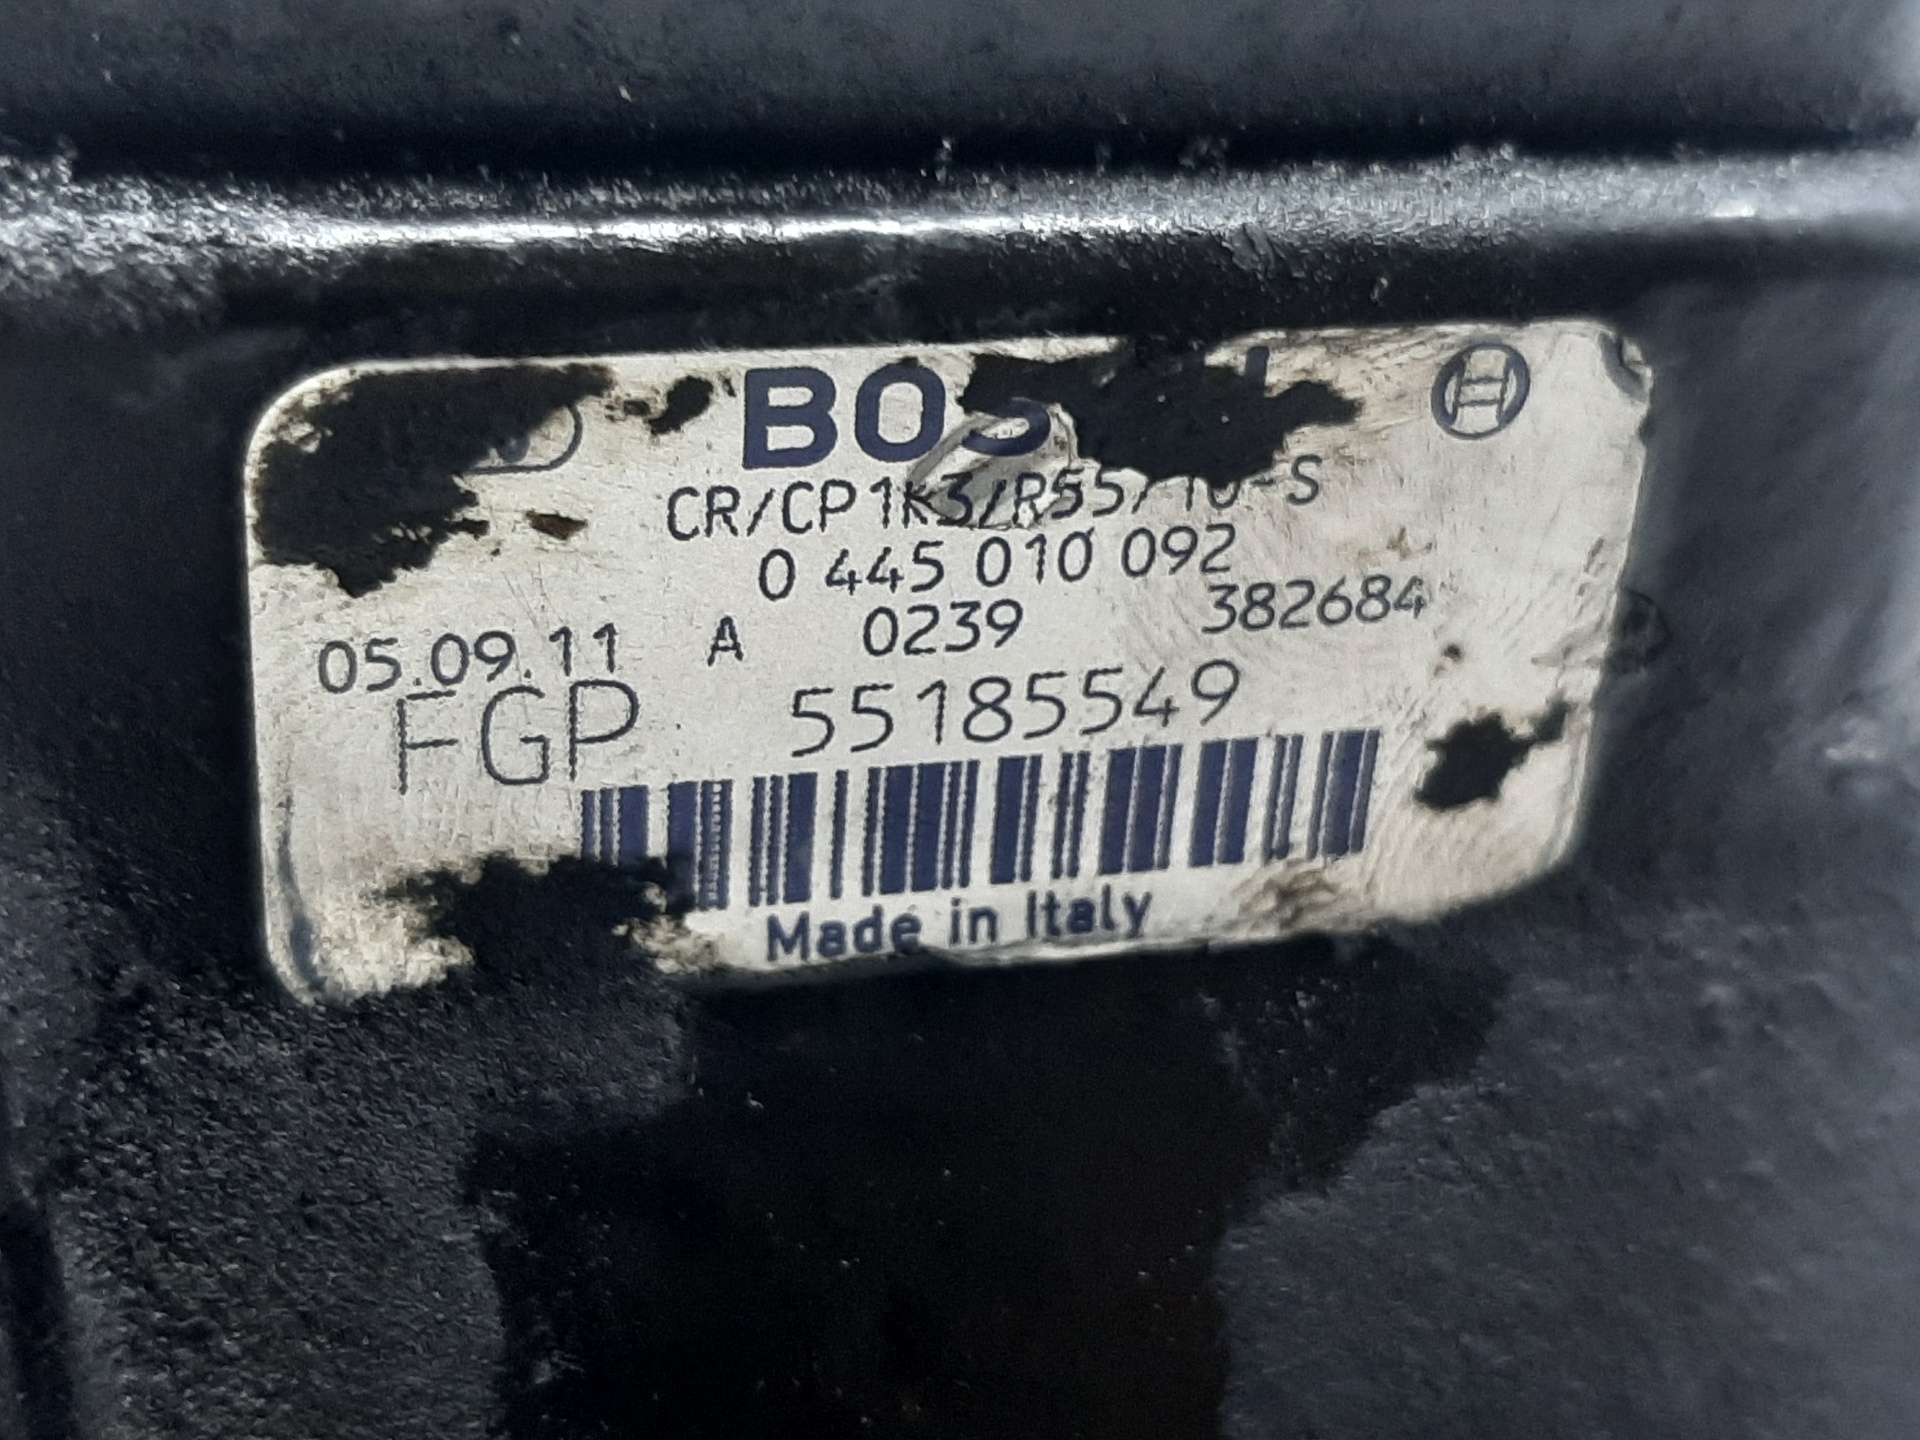 BOS
CR/CP1K3/R55/10-S
0 445 010 092
05.09.11 A 0239 382684
FGP 55185549
Made in Italy